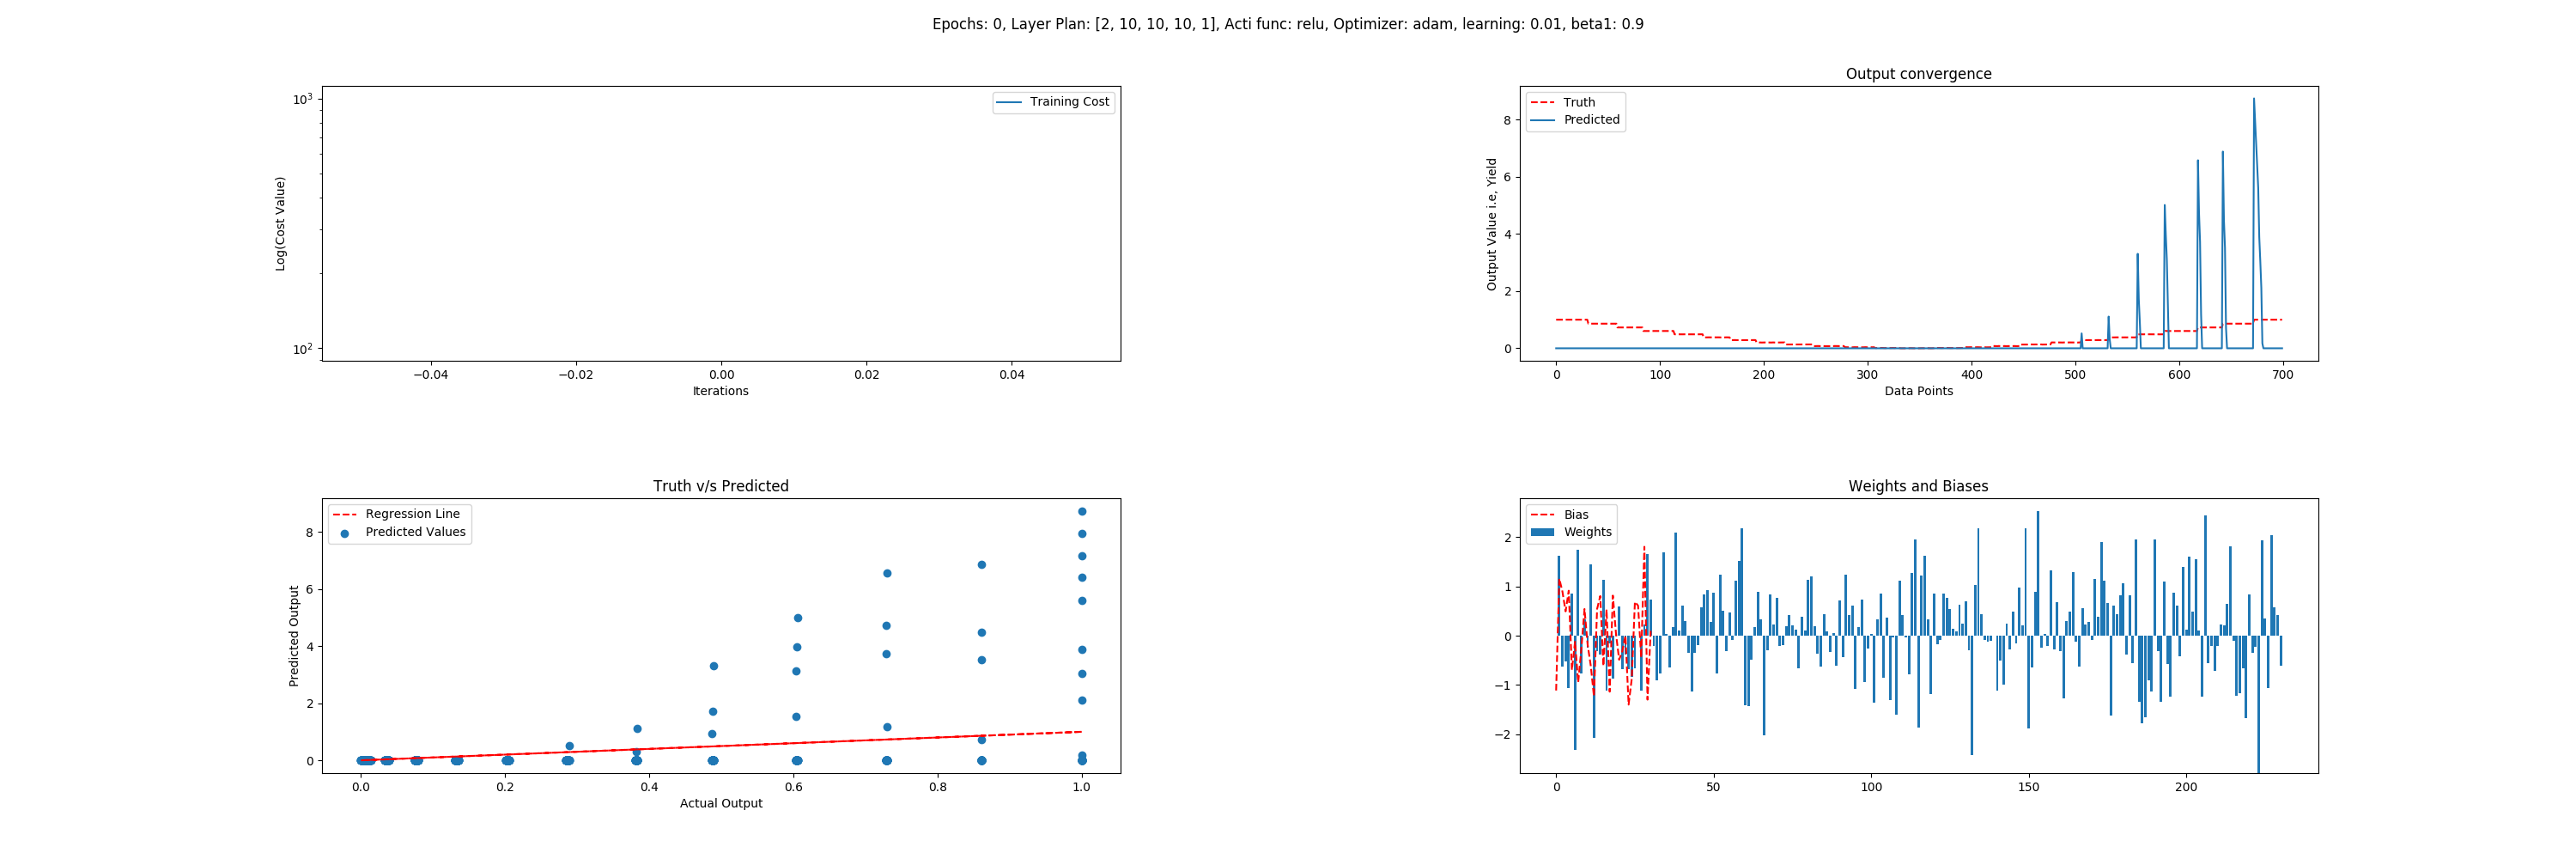 Epochs: 0, Layer Plan: [2, 10, 10, 10, 1], Acti func: relu, Optimizer: adam, learning: 0.01, beta1: 0.9
10^3
10^2
Log(Cost Value)
Training Cost
−0.04 −0.02 0.00 0.02 0.04
Iterations
Output convergence
Truth
Predicted
8
6
4
2
0
Output Value i.e, Yield
0 100 200 300 400 500 600 700
Data Points
Truth v/s Predicted
Regression Line
Predicted Values
8
6
4
2
0
Predicted Output
0.0 0.2 0.4 0.6 0.8 1.0
Actual Output
Weights and Biases
Bias
Weights
2
1
0
−1
−2
0 50 100 150 200